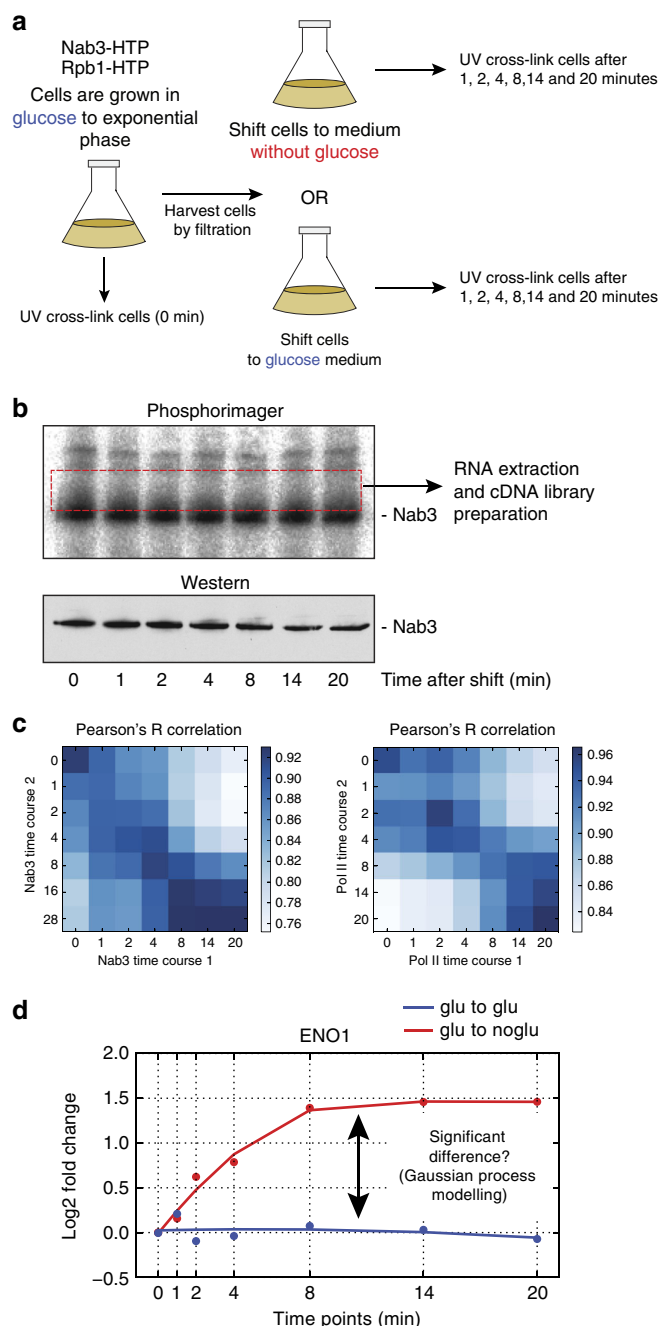 a
Nab3-HTP
Rpb1-HTP
Cells are grown in
glucose to exponential
phase
UV cross-link cells (0 min)
Harvest cells
by filtration
Shift cells to medium
without glucose
OR
Shift cells
to glucose medium
UV cross-link cells after
1, 2, 4, 8,14 and 20 minutes
UV cross-link cells after
1, 2, 4, 8,14 and 20 minutes
b
Phosphorimager
- Nab3
RNA extraction
and cDNA library
preparation
Western
- Nab3
0 1 2 4 8 14 20 Time after shift (min)
c
Pearson's R correlation
Nab3 time course 2
0
1
2
4
8
16
28
0 1 2 4 8 14 20
Nab3 time course 1
0.92
0.90
0.88
0.86
0.84
0.82
0.80
0.78
0.76
Pearson's R correlation
Pol II time course 2
0
1
2
4
8
14
20
0 1 2 4 8 14 20
Pol II time course 1
0.96
0.94
0.92
0.90
0.88
0.86
0.84
d
glu to glu
glu to noglu
ENO1
Log2 fold change
2.0
1.5
1.0
0.5
0.0
−0.5
Significant
difference?
(Gaussian process
modelling)
0 1 2 4 8 14 20
Time points (min)